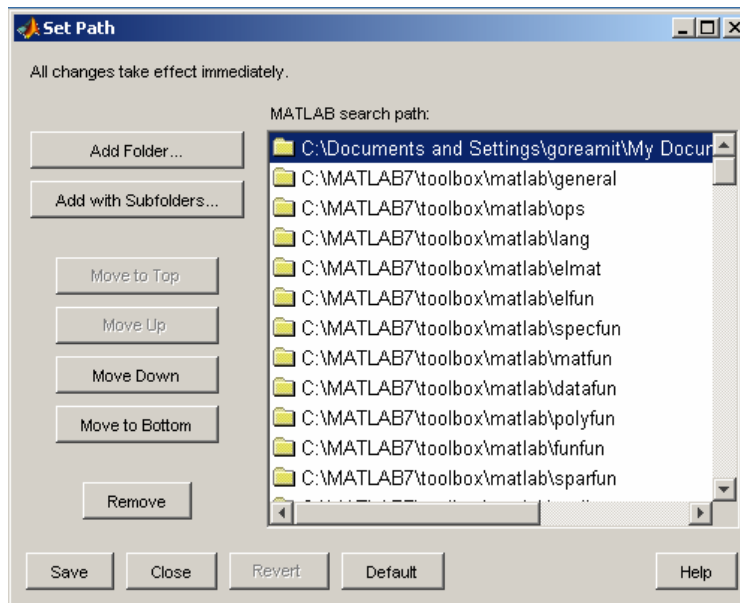 Set Path
All changes take effect immediately.
MATLAB search path:
Add Folder...
Add with Subfolders...
Move to Top
Move Up
Move Down
Move to Bottom
Remove
C:\Documents and Settings\goreamit\My Docur
C:\MATLAB7\toolbox\matlab\general
C:\MATLAB7\toolbox\matlab\ops
C:\MATLAB7\toolbox\matlab\lang
C:\MATLAB7\toolbox\matlab\elmat
C:\MATLAB7\toolbox\matlab\elfun
C:\MATLAB7\toolbox\matlab\specfun
C:\MATLAB7\toolbox\matlab\matfun
C:\MATLAB7\toolbox\matlab\datafun
C:\MATLAB7\toolbox\matlab\polyfun
C:\MATLAB7\toolbox\matlab\funfun
C:\MATLAB7\toolbox\matlab\sparfun
Save
Close
Revert
Default
Help